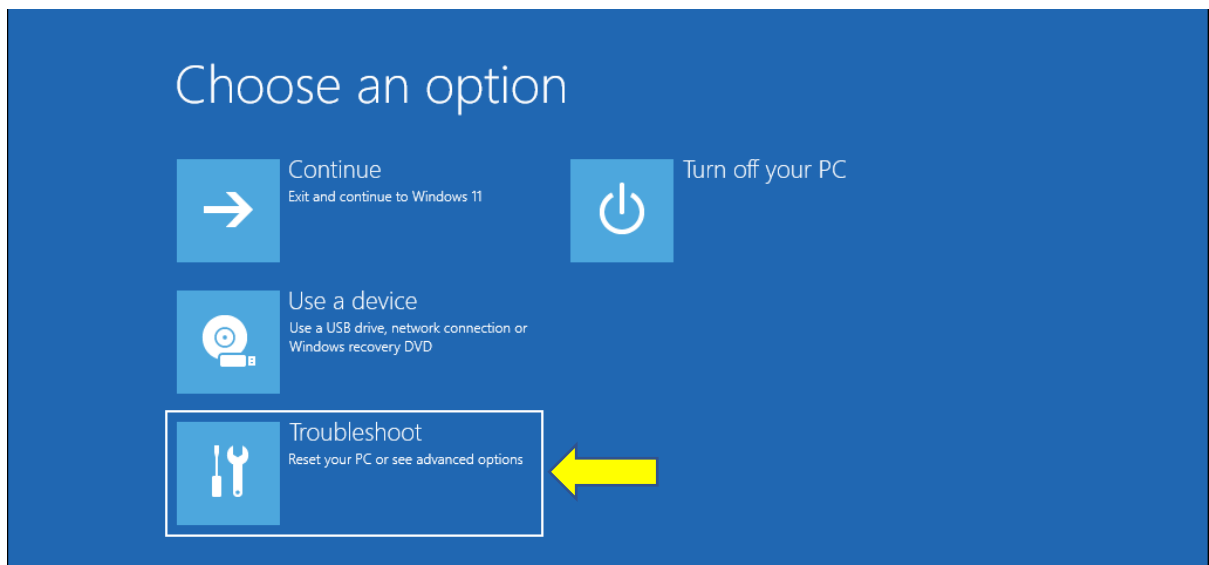 Choose an option
Continue
Exit and continue to Windows 11
Turn off your PC
Use a device
Use a USB drive, network connection or
Windows recovery DVD
Troubleshoot
Reset your PC or see advanced options